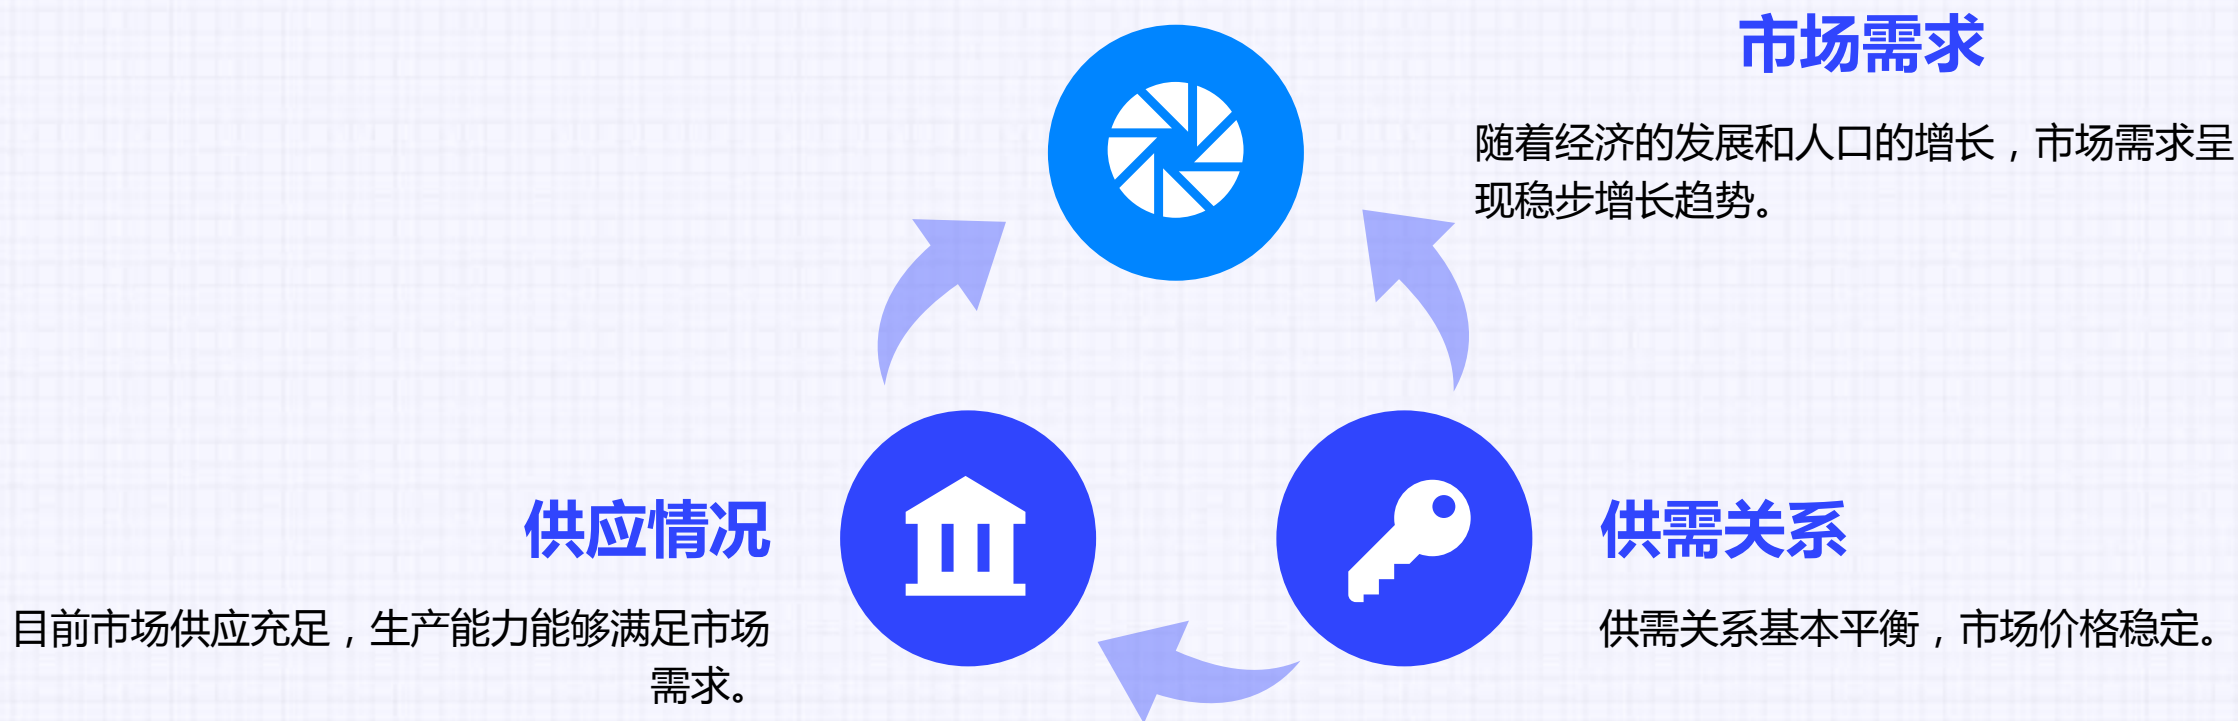 市场需求
随着经济的发展和人口的增长，市场需求呈
现稳步增长趋势。
供应情况
目前市场供应充足，生产能力能够满足市场
需求。
供需关系
供需关系基本平衡，市场价格稳定。